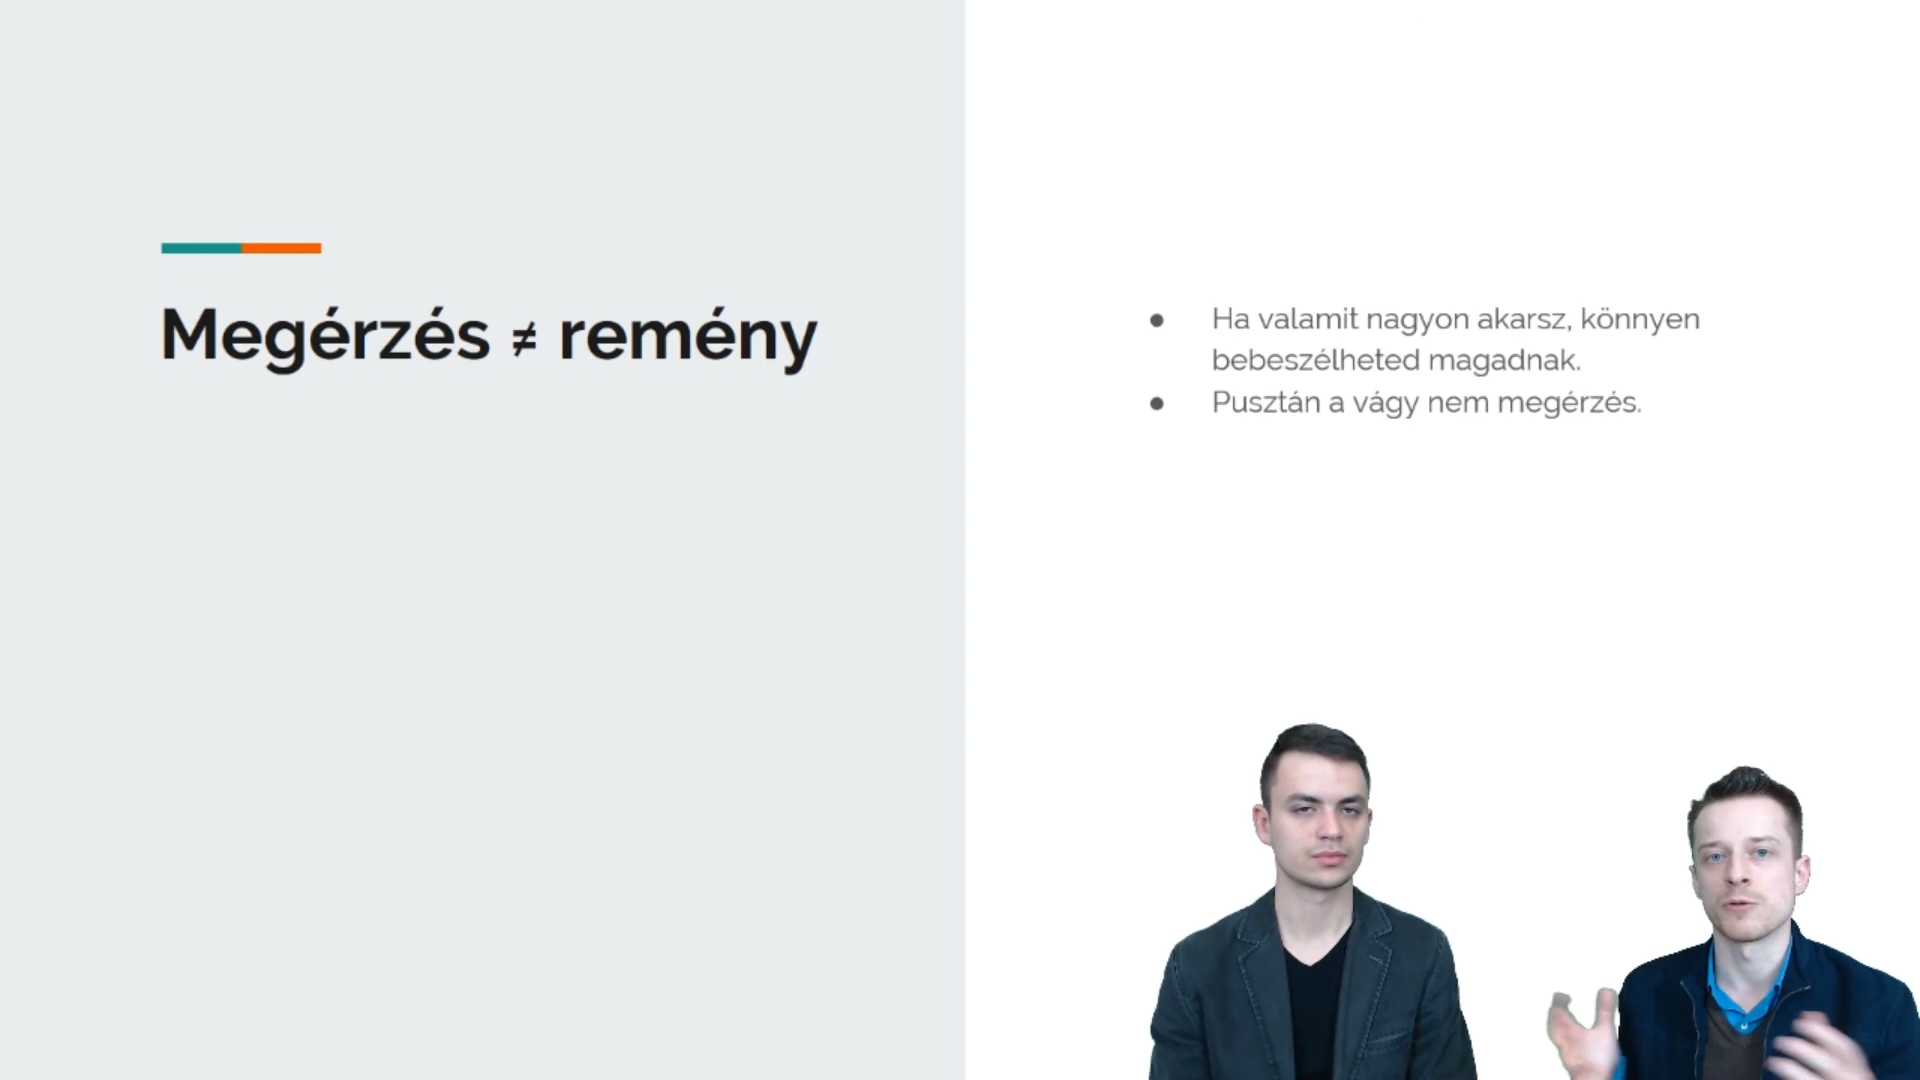 Megérzés ≠ remény
● Ha valamit nagyon akarsz, könnyen
bebeszélheted magadnak.
● Pusztán a vágy nem megérzés.